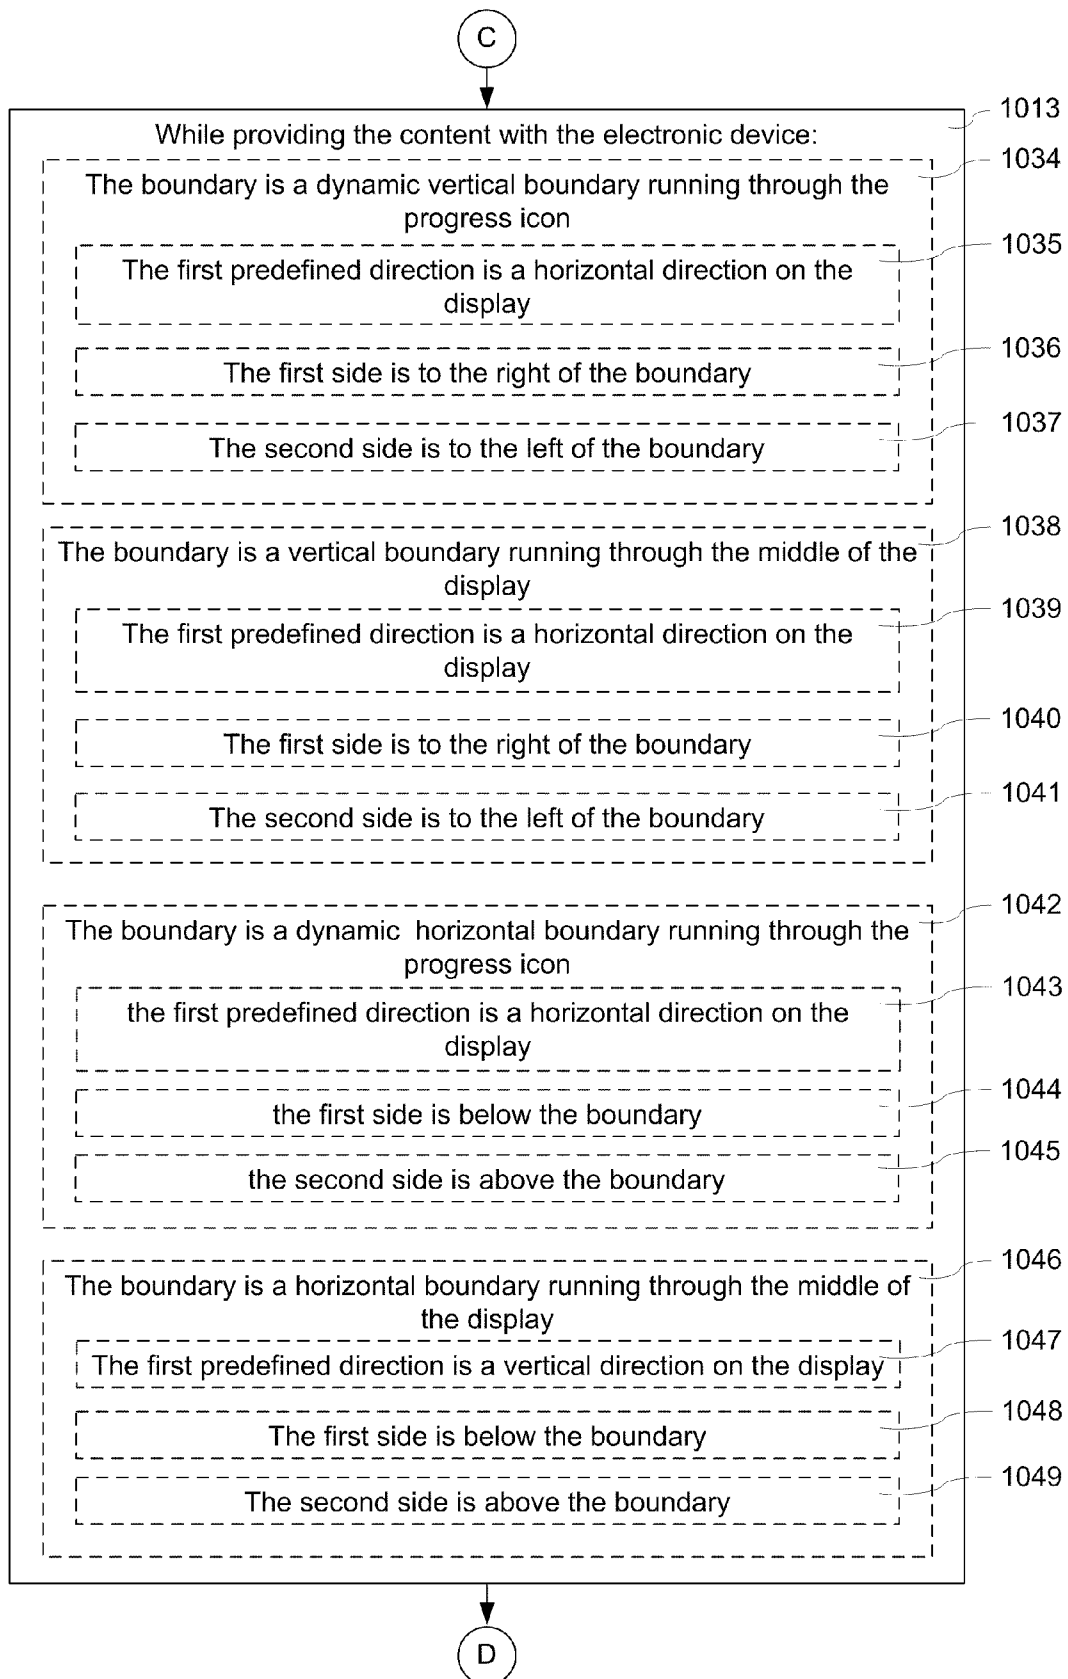 C
While providing the content with the electronic device:
1013
1034
The boundary is a dynamic vertical boundary running through the
progress icon
1035
The first predefined direction is a horizontal direction on the
display
1036
The first side is to the right of the boundary
1037
The second side is to the left of the boundary
1038
The boundary is a vertical boundary running through the middle of the
display
1039
The first predefined direction is a horizontal direction on the
display
1040
The first side is to the right of the boundary
1041
The second side is to the left of the boundary
1042
The boundary is a dynamic horizontal boundary running through the
progress icon
1043
the first predefined direction is a horizontal direction on the
display
1044
the first side is below the boundary
1045
the second side is above the boundary
1046
The boundary is a horizontal boundary running through the middle of
the display
1047
The first predefined direction is a vertical direction on the display
1048
The first side is below the boundary
1049
The second side is above the boundary
D